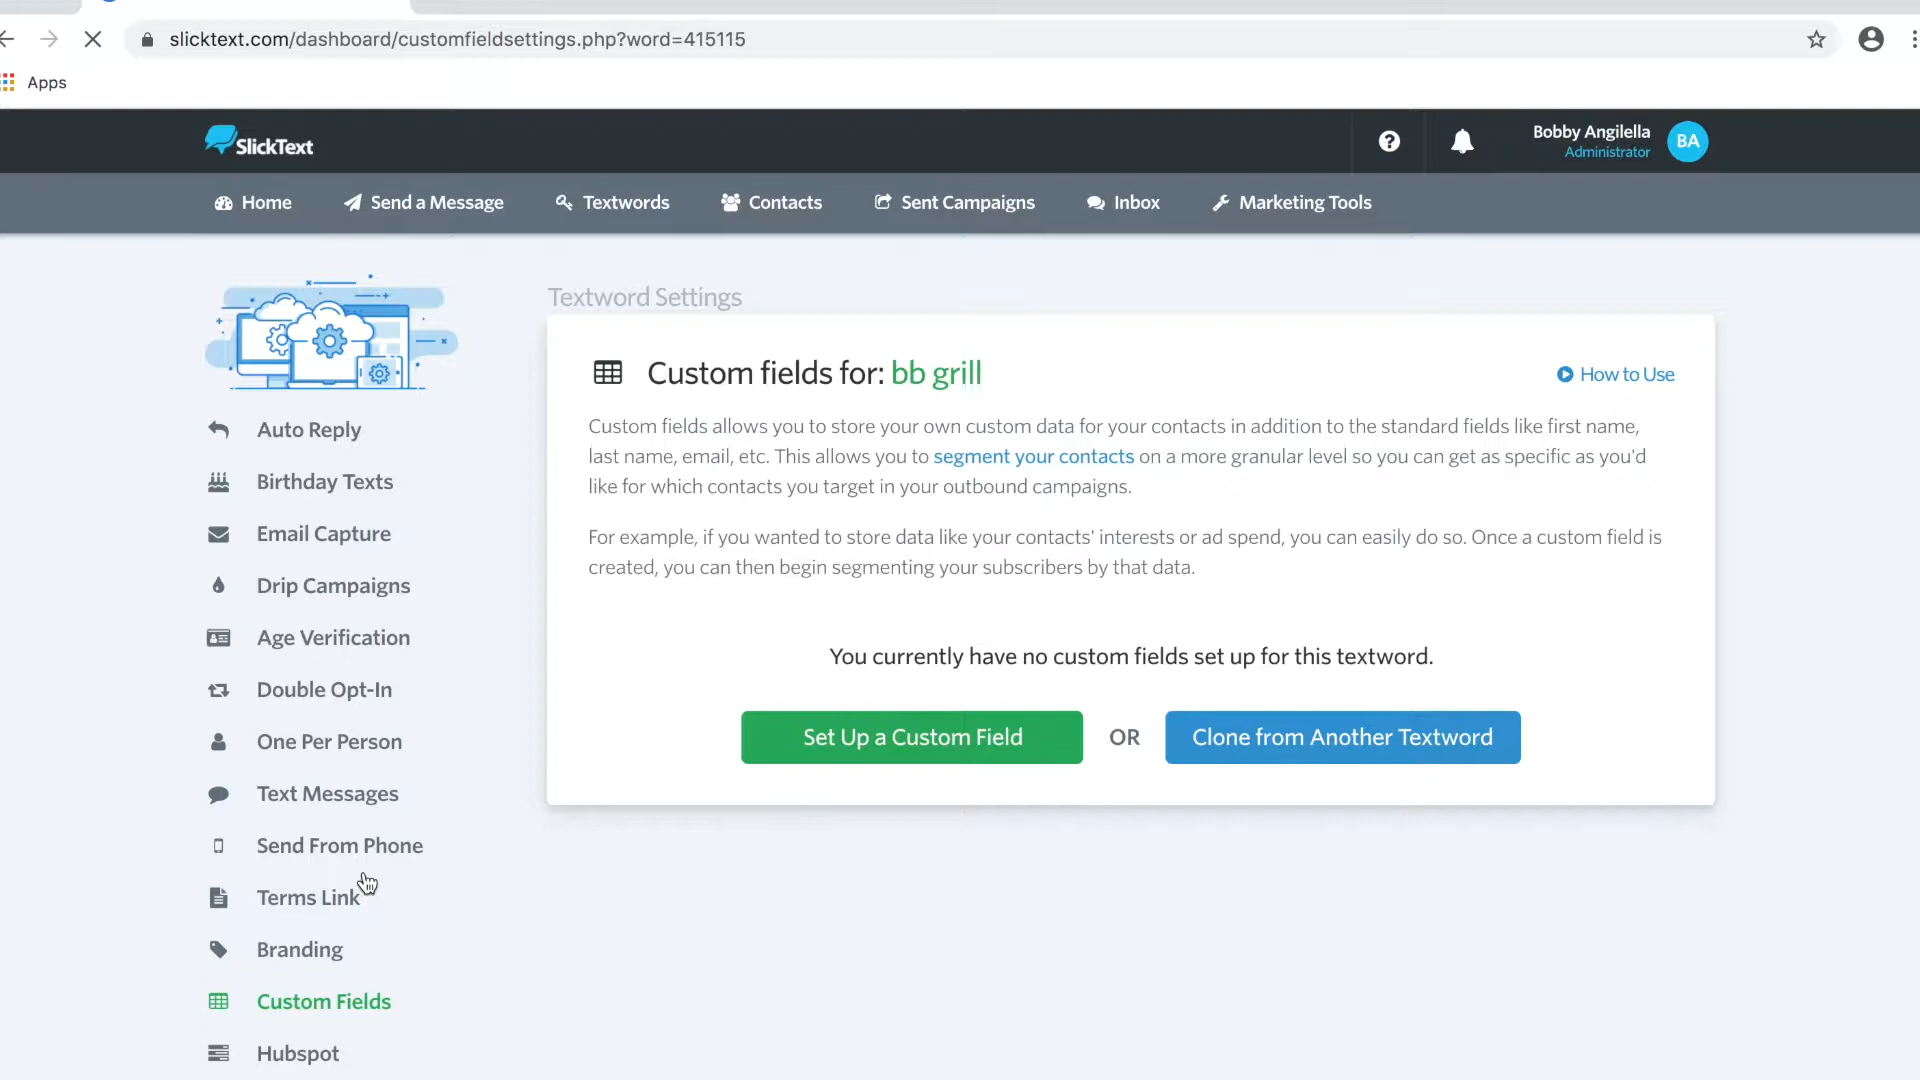 slicktext.com/dashboard/customfieldsettings.php?word=415115
Apps
SlickText
Bobby Angilella
Administrator
BA
Home
Send a Message
Textwords
Contacts
Sent Campaigns
Inbox
Marketing Tools
Textword Settings
Custom fields for: bb grill
How to Use
Custom fields allows you to store your own custom data for your contacts in addition to the standard fields like first name,
last name, email, etc. This allows you to segment your contacts on a more granular level so you can get as specific as you'd
like for which contacts you target in your outbound campaigns.
For example, if you wanted to store data like your contacts' interests or ad spend, you can easily do so. Once a custom field is
created, you can then begin segmenting your subscribers by that data.
You currently have no custom fields set up for this textword.
Set Up a Custom Field
OR
Clone from Another Textword
Auto Reply
Birthday Texts
Email Capture
Drip Campaigns
Age Verification
Double Opt-In
One Per Person
Text Messages
Send From Phone
Terms Link
Branding
Custom Fields
Hubspot